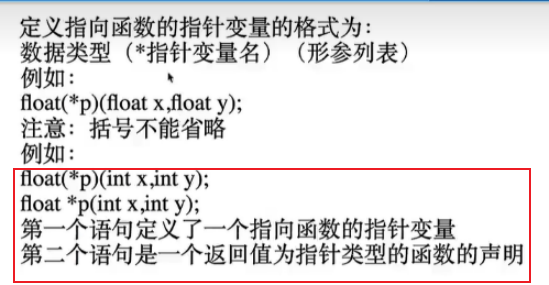 定义指向函数的指针变量的格式为：
数据类型（*指针变量名）（形参列表）
例如：
float(*p)(float x,float y);
注意：括号不能省略
例如：
float(*p)(int x,int y);
float *p(int x,int y);
第一个语句定义了一个指向函数的指针变量
第二个语句是一个返回值为指针类型的函数的声明